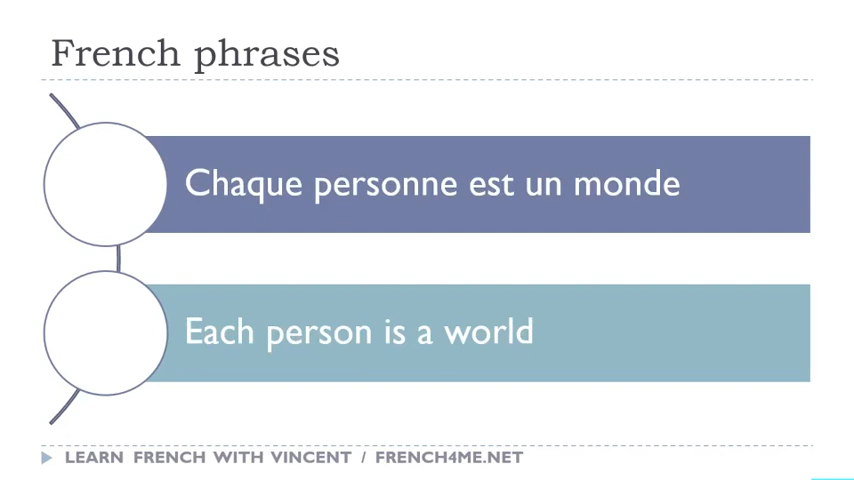 French phrases
Chaque personne est un monde
Each person is a world
LEARN FRENCH WITH VINCENT / FRENCH4ME.NET